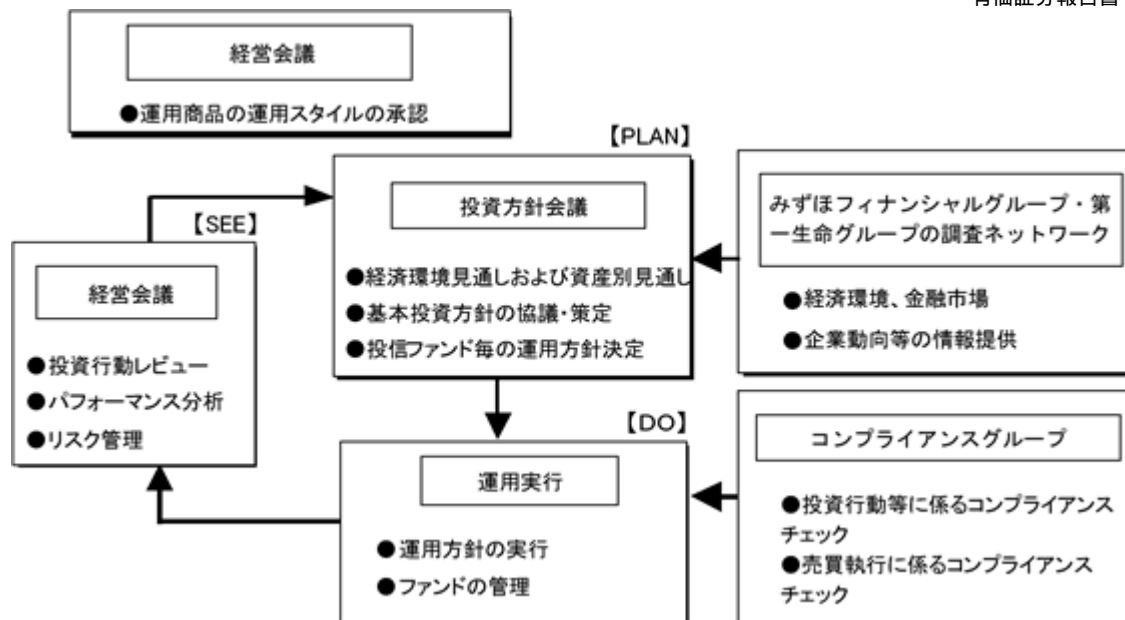 経営会議
●運用商品の運用スタイルの承認
【PLAN】
投資方針会議
●経済環境見通しおよび資産別見通し
●基本投資方針の協議・策定
●投信ファンド毎の運用方針決定
みずほフィナンシャルグループ・第
一生命グループの調査ネットワーク
●経済環境、金融市場
●企業動向等の情報提供
【SEE】
経営会議
●投資行動レビュー
●パフォーマンス分析
●リスク管理
【DO】
運用実行
●運用方針の実行
●ファンドの管理
コンプライアンスグループ
●投資行動等に係るコンプライアンス
チェック
●売買執行に係るコンプライアンス
チェック